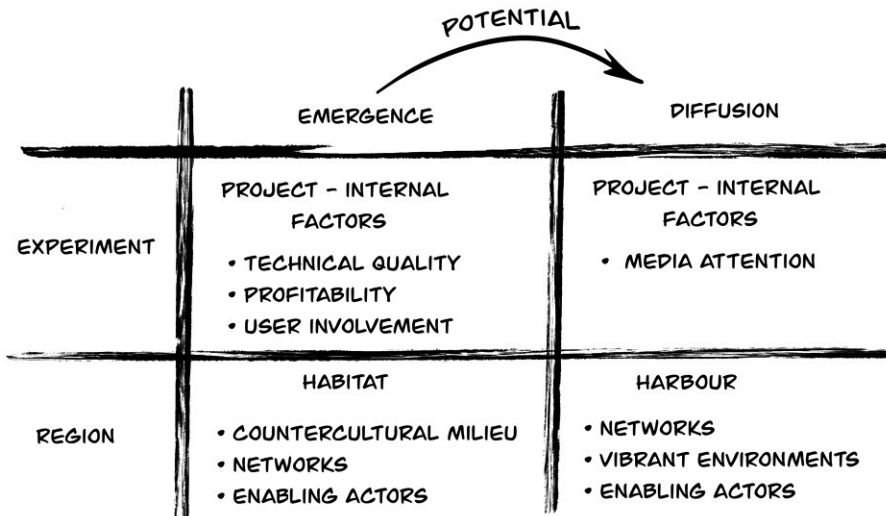 POTENTIAL
EMERGENCE
DIFFUSION
EXPERIMENT
PROJECT - INTERNAL
FACTORS
• TECHNICAL QUALITY
• PROFITABILITY
• USER INVOLVEMENT
PROJECT - INTERNAL
FACTORS
• MEDIA ATTENTION
REGION
HABITAT
• COUNTERCULTURAL MILIEU
• NETWORKS
• ENABLING ACTORS
HARBOUR
• NETWORKS
• VIBRANT ENVIRONMENTS
• ENABLING ACTORS